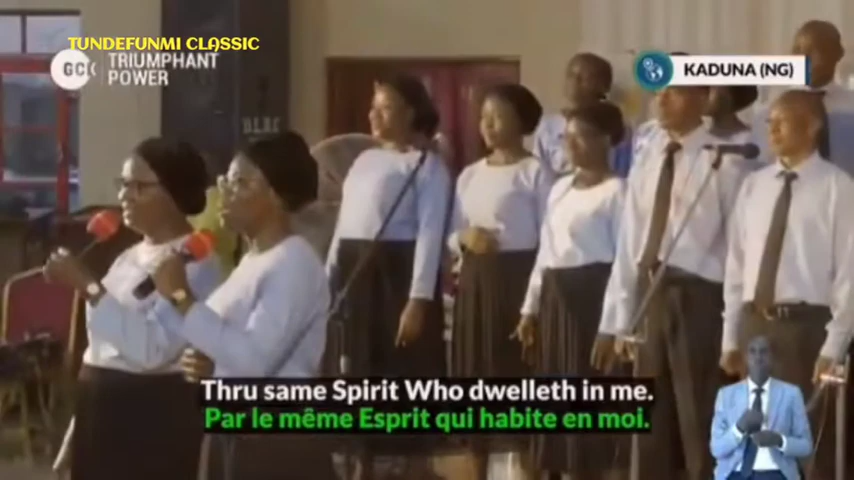 TUNDEFUNMI CLASSIC
GCK
TRIUMPHANT
POWER
KADUNA (NG)
Thru same Spirit Who dwelleth in me.
Par le même Esprit qui habite en moi.